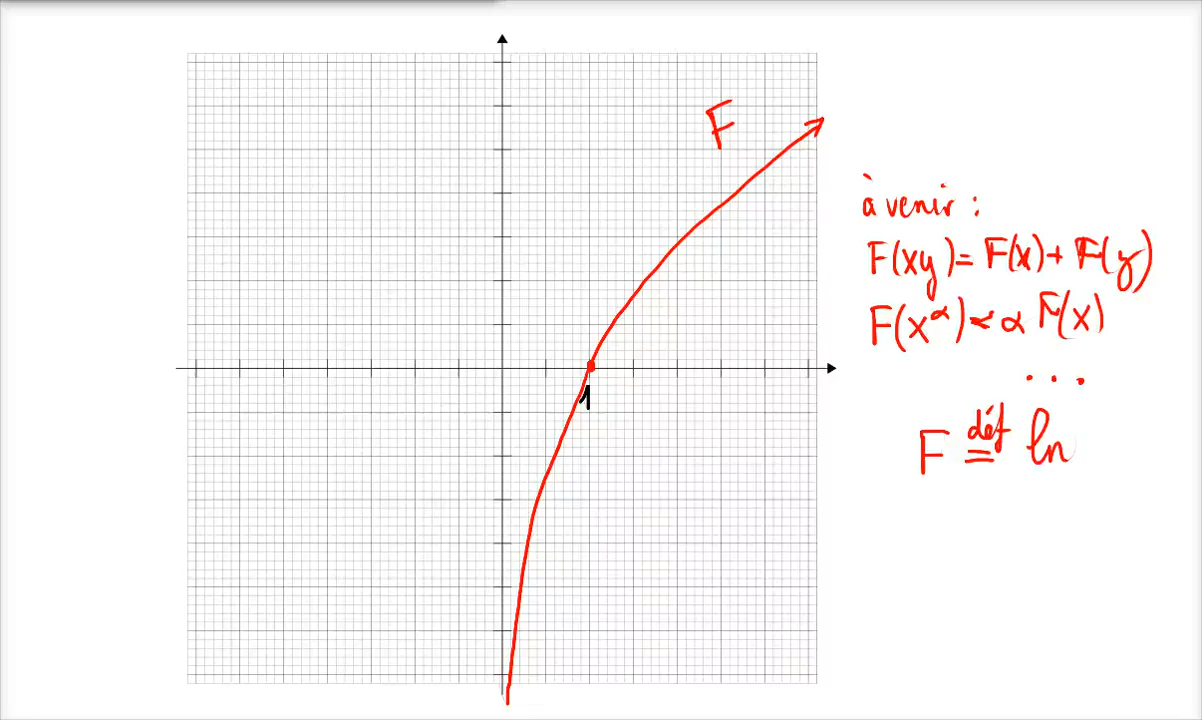 F
1
à venir :
F(xy) = F(x) + F(y)
F(x^α) = α F(x)
...
F déf= ln